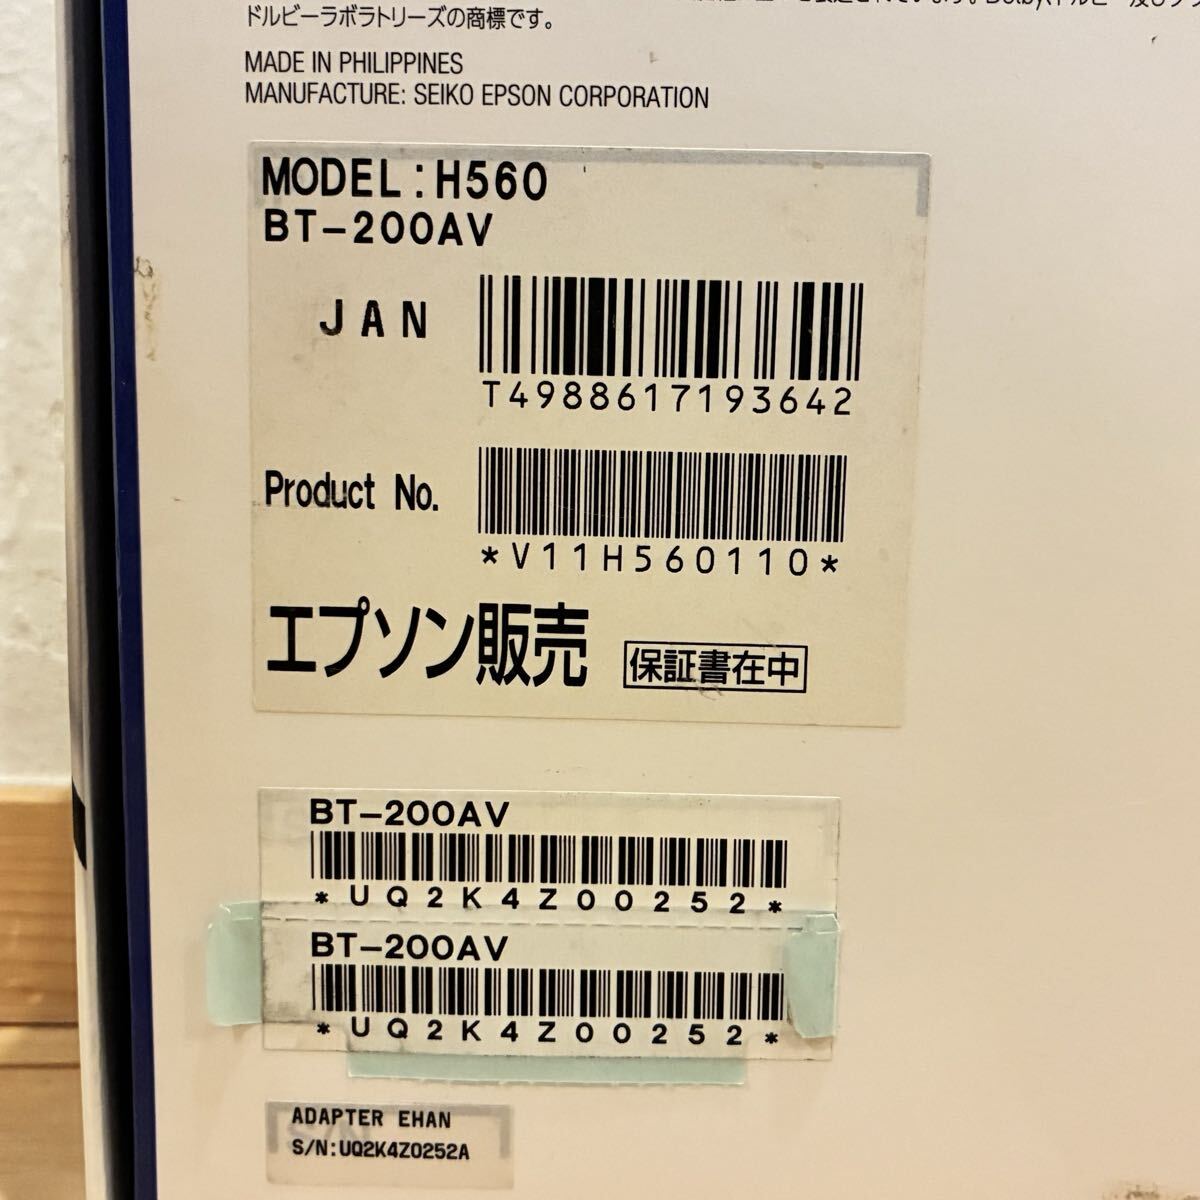 ドルビーラボラトリーズの商標です。
MADE IN PHILIPPINES
MANUFACTURE: SEIKO EPSON CORPORATION
MODEL:H560
BT-200AV
JAN
T4988617193642
Product No.
*V11H560110*
エプソン販売 保証書在中
BT-200AV
*UQ2K4Z00252*
BT-200AV
*UQ2K4Z00252*
ADAPTER EHAN
S/N:UQ2K4Z0252A